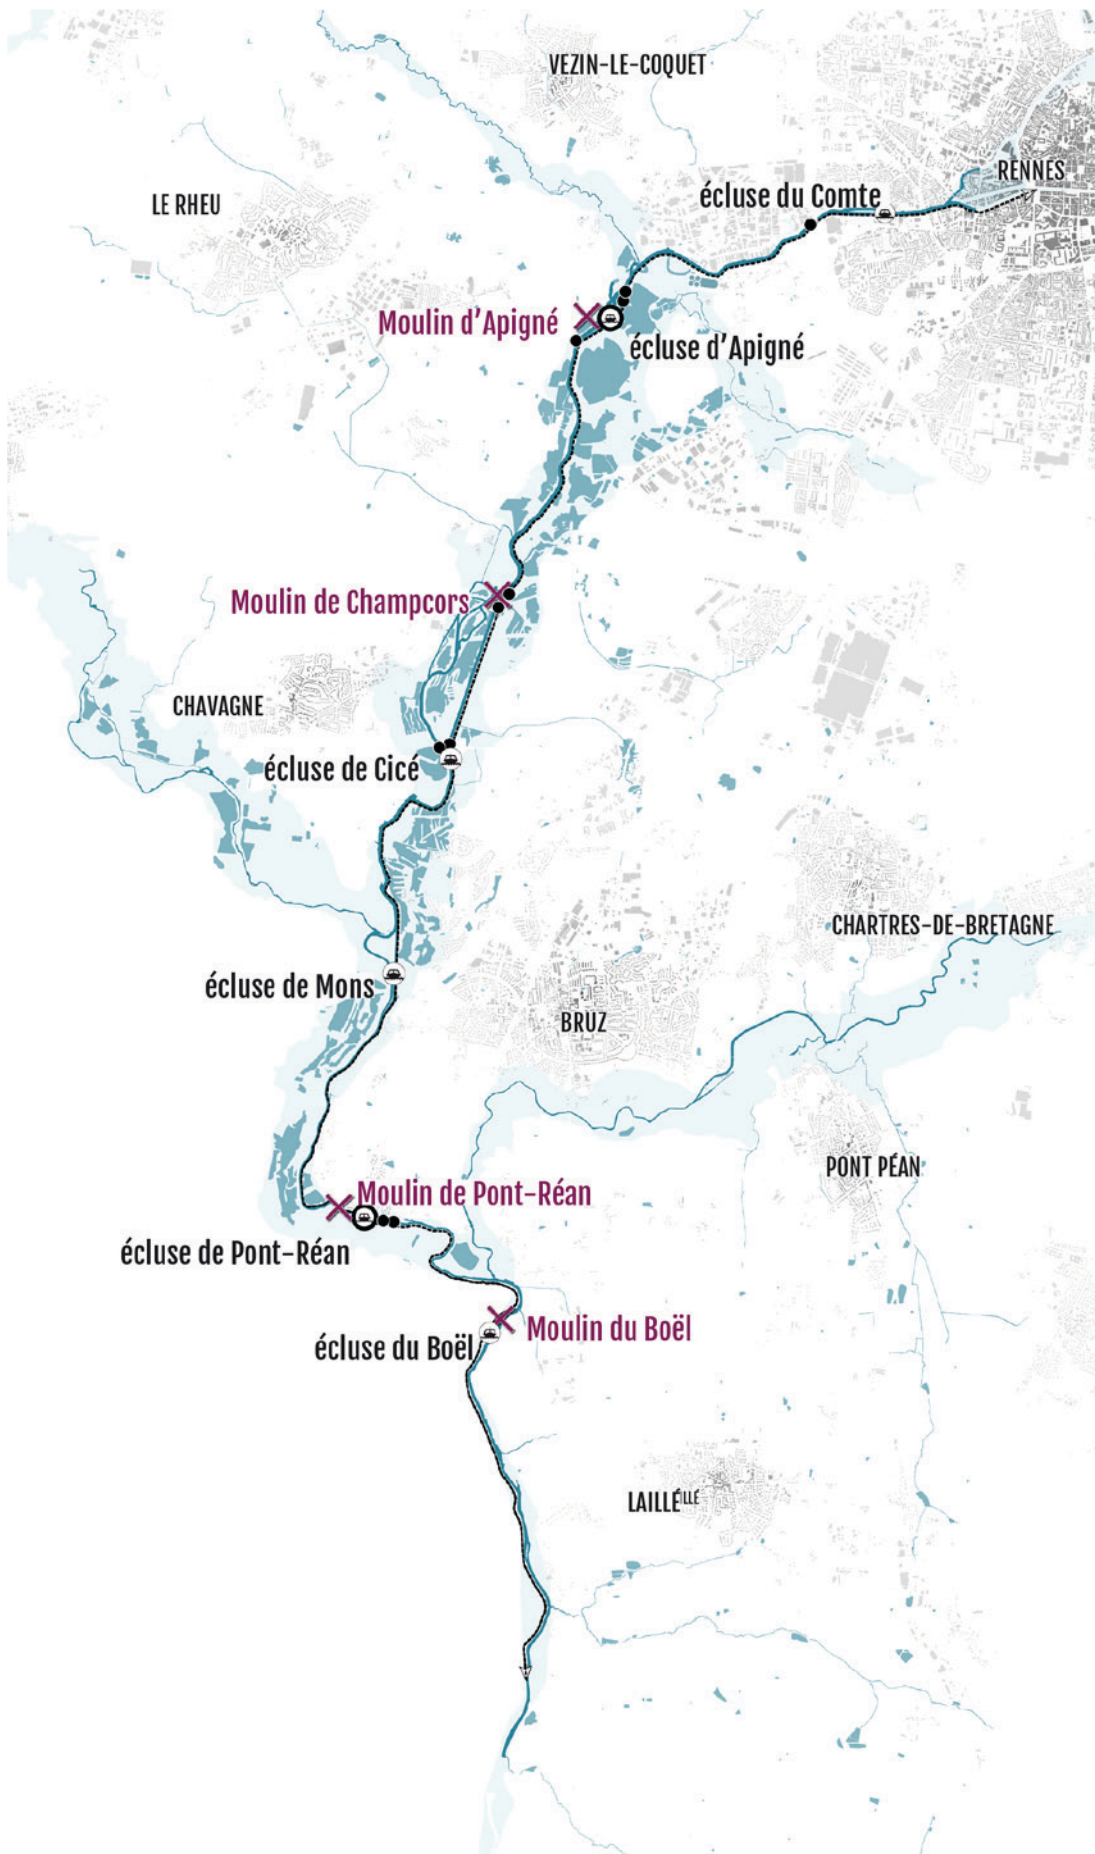 VEZIN-LE-COQUET
RENNES
LE RHEU
écluse du Comte
Moulin d'Apigné
écluse d'Apigné
Moulin de Champcors
CHAVAGNE
écluse de Cicé
CHARTRES-DE-BRETAGNE
écluse de Mons
BRUZ
PONT PÉAN
Moulin de Pont-Réan
écluse de Pont-Réan
Moulin du Boël
écluse du Boël
LAILLÉ